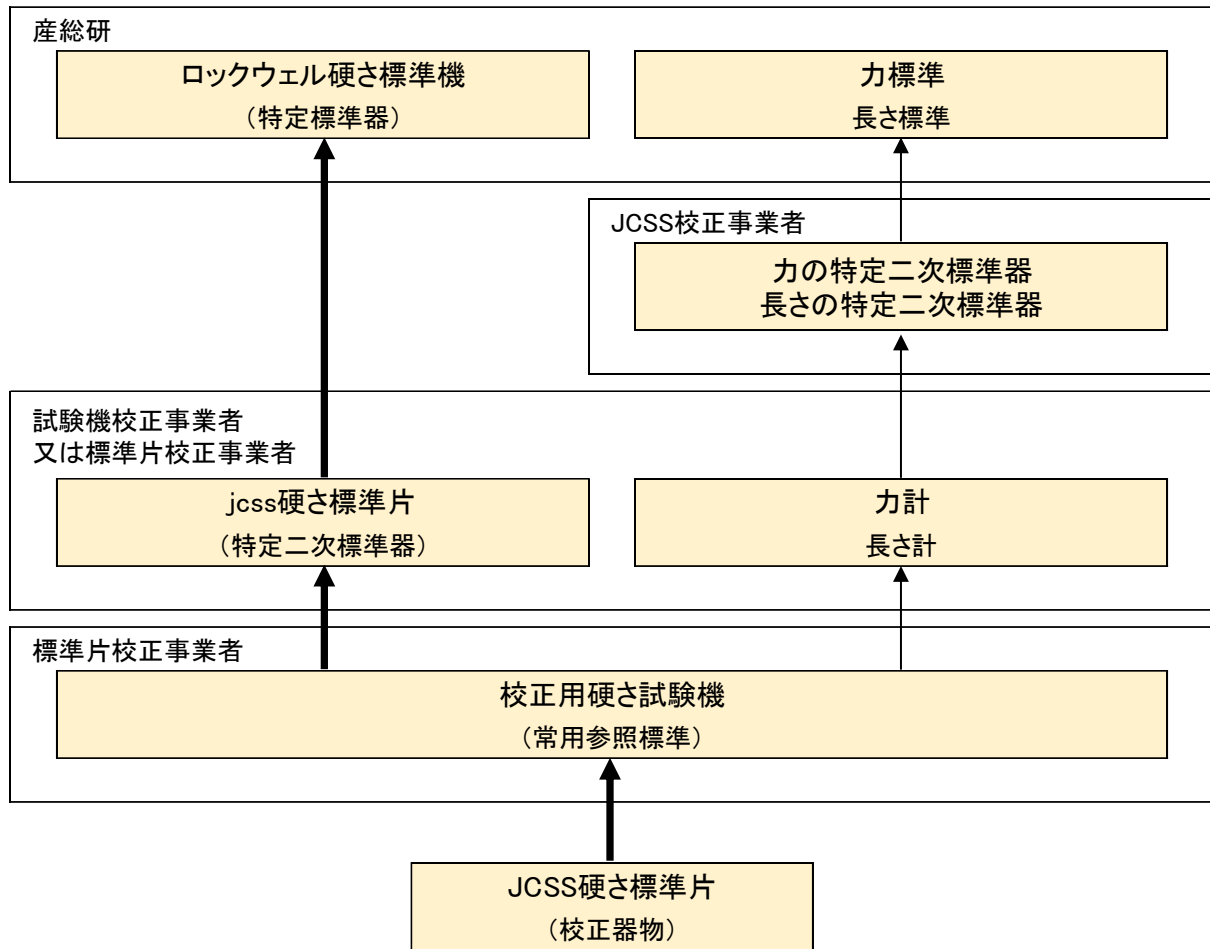 産総研
ロックウェル硬さ標準機
（特定標準器）
力標準
長さ標準
JCSS校正事業者
力の特定二次標準器
長さの特定二次標準器
試験機校正事業者
又は標準片校正事業者
jcss硬さ標準片
（特定二次標準器）
力計
長さ計
標準片校正事業者
校正用硬さ試験機
（常用参照標準）
JCSS硬さ標準片
（校正器物）